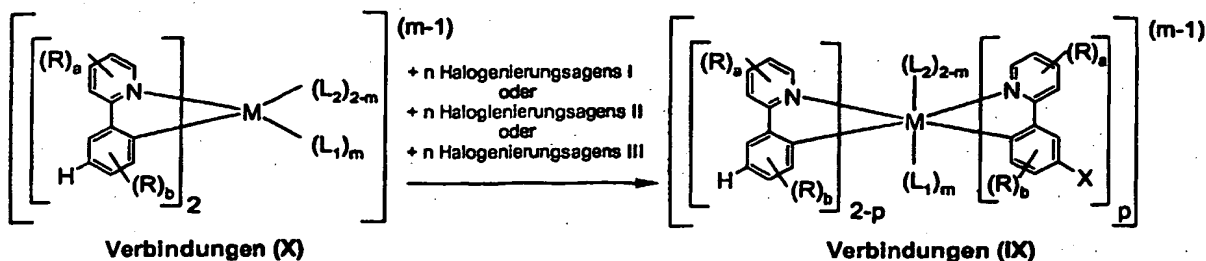 (m-1)
(R)a
N
M
(L2)2-m
(L1)m
H
(R)b
2
+ n Halogenierungsagens I
oder
+ n Haloglenierungsagens II
oder
+ n Halogenierungsagens III
(m-1)
(R)a
N
H
(R)b
2-p
(L2)2-m
M
(L1)m
(R)a
N
(R)b
X
p
Verbindungen (X)
Verbindungen (IX)